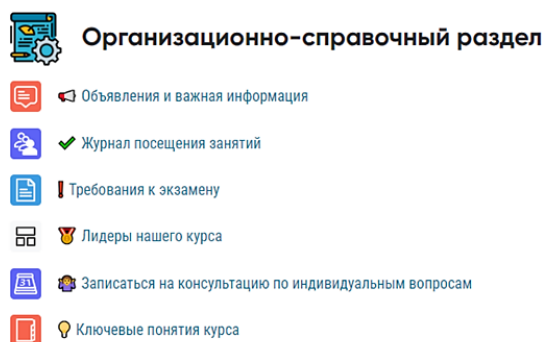 Организационно-справочный раздел
Объявления и важная информация
Журнал посещения занятий
Требования к экзамену
Лидеры нашего курса
31
Записаться на консультацию по индивидуальным вопросам
Ключевые понятия курса